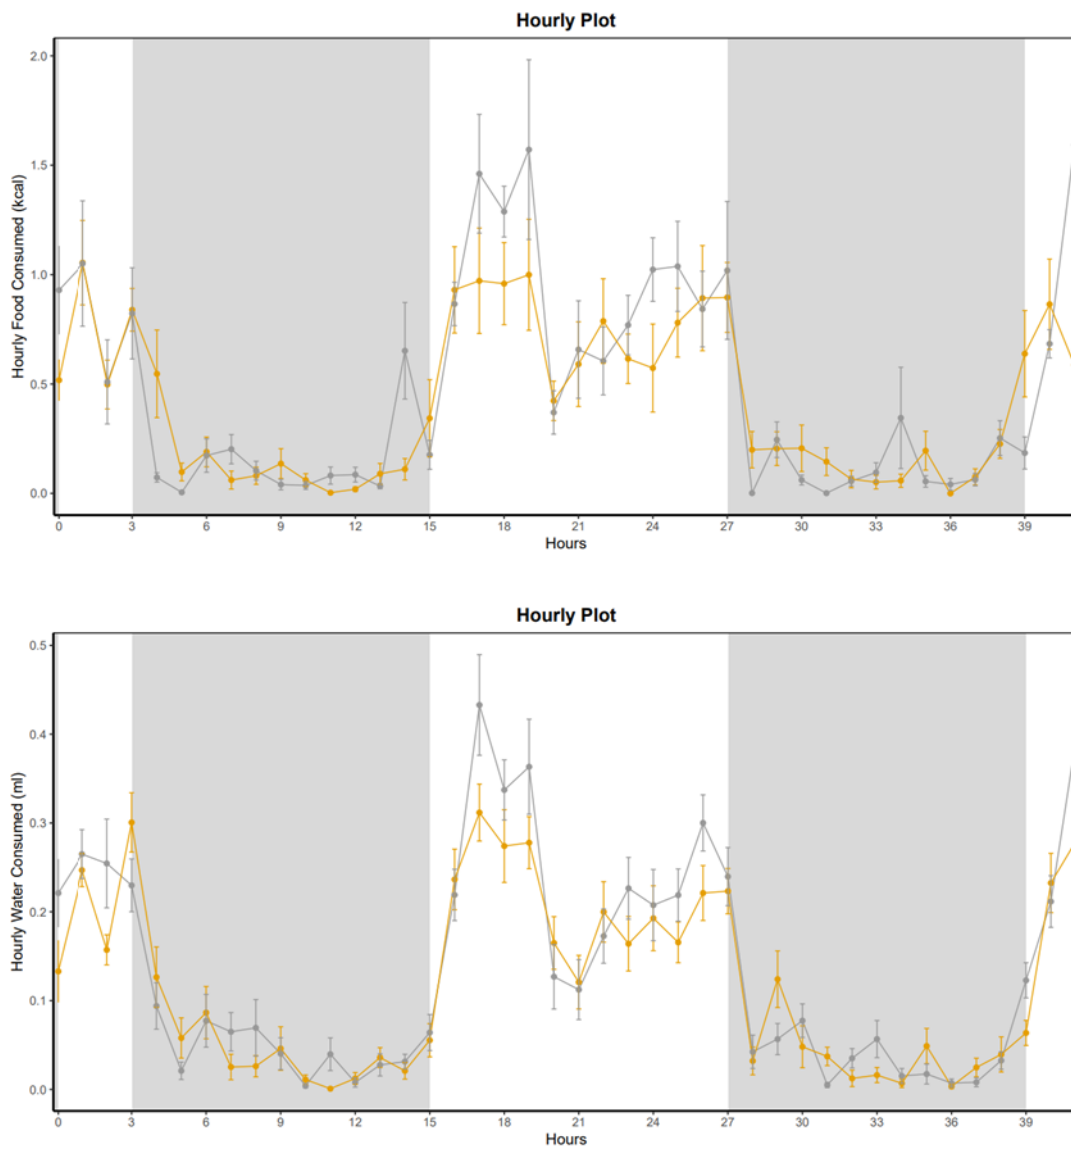 Hourly Plot
Hourly Food Consumed (kcal)
2.0
1.5
1.0
0.5
0.0
0 3 6 9 12 15 18 21 24 27 30 33 36 39
Hours
Hourly Plot
Hourly Water Consumed (ml)
0.5
0.4
0.3
0.2
0.1
0.0
0 3 6 9 12 15 18 21 24 27 30 33 36 39
Hours